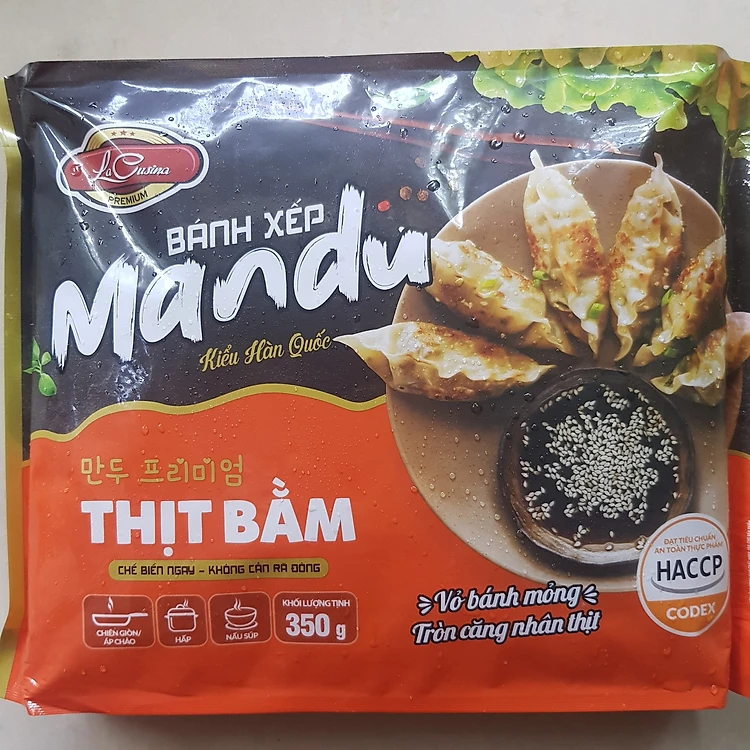 La Cusina
PREMIUM
BÁNH XẾP
Mandu
Kiểu Hàn Quốc
만두 프리미엄
THỊT BẰM
CHẾ BIẾN NGAY - KHÔNG CẦN RÃ ĐÔNG
CHIÊN GIÒN/
ÁP CHẢO
HẤP
NẤU SÚP
KHỐI LƯỢNG TỊNH
350 g
Vỏ bánh mỏng
Tròn căng nhân thịt
ĐẠT TIÊU CHUẨN
AN TOÀN THỰC PHẨM
HACCP
CODEX